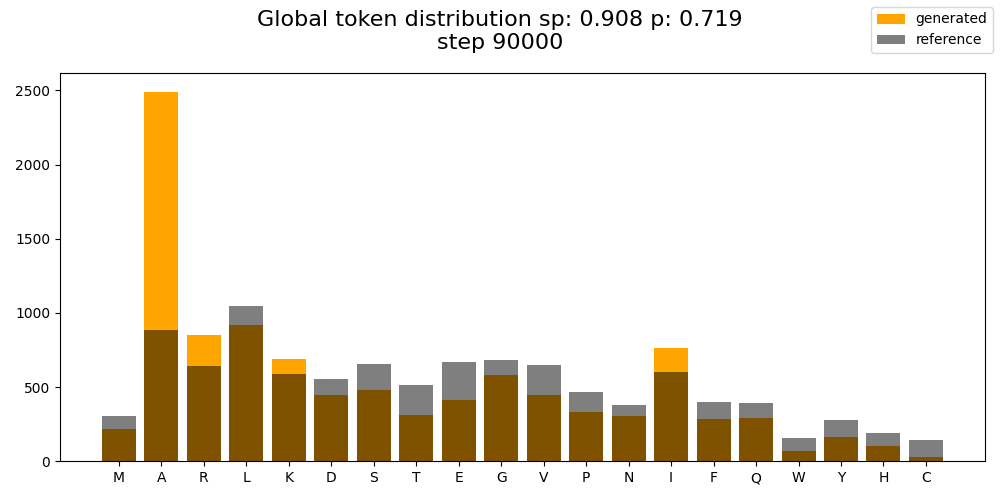 Global token distribution sp: 0.908 p: 0.719
step 90000
generated
reference
2500
2000
1500
1000
500
0
M A R L K D S T E G V P N I F Q W Y H C